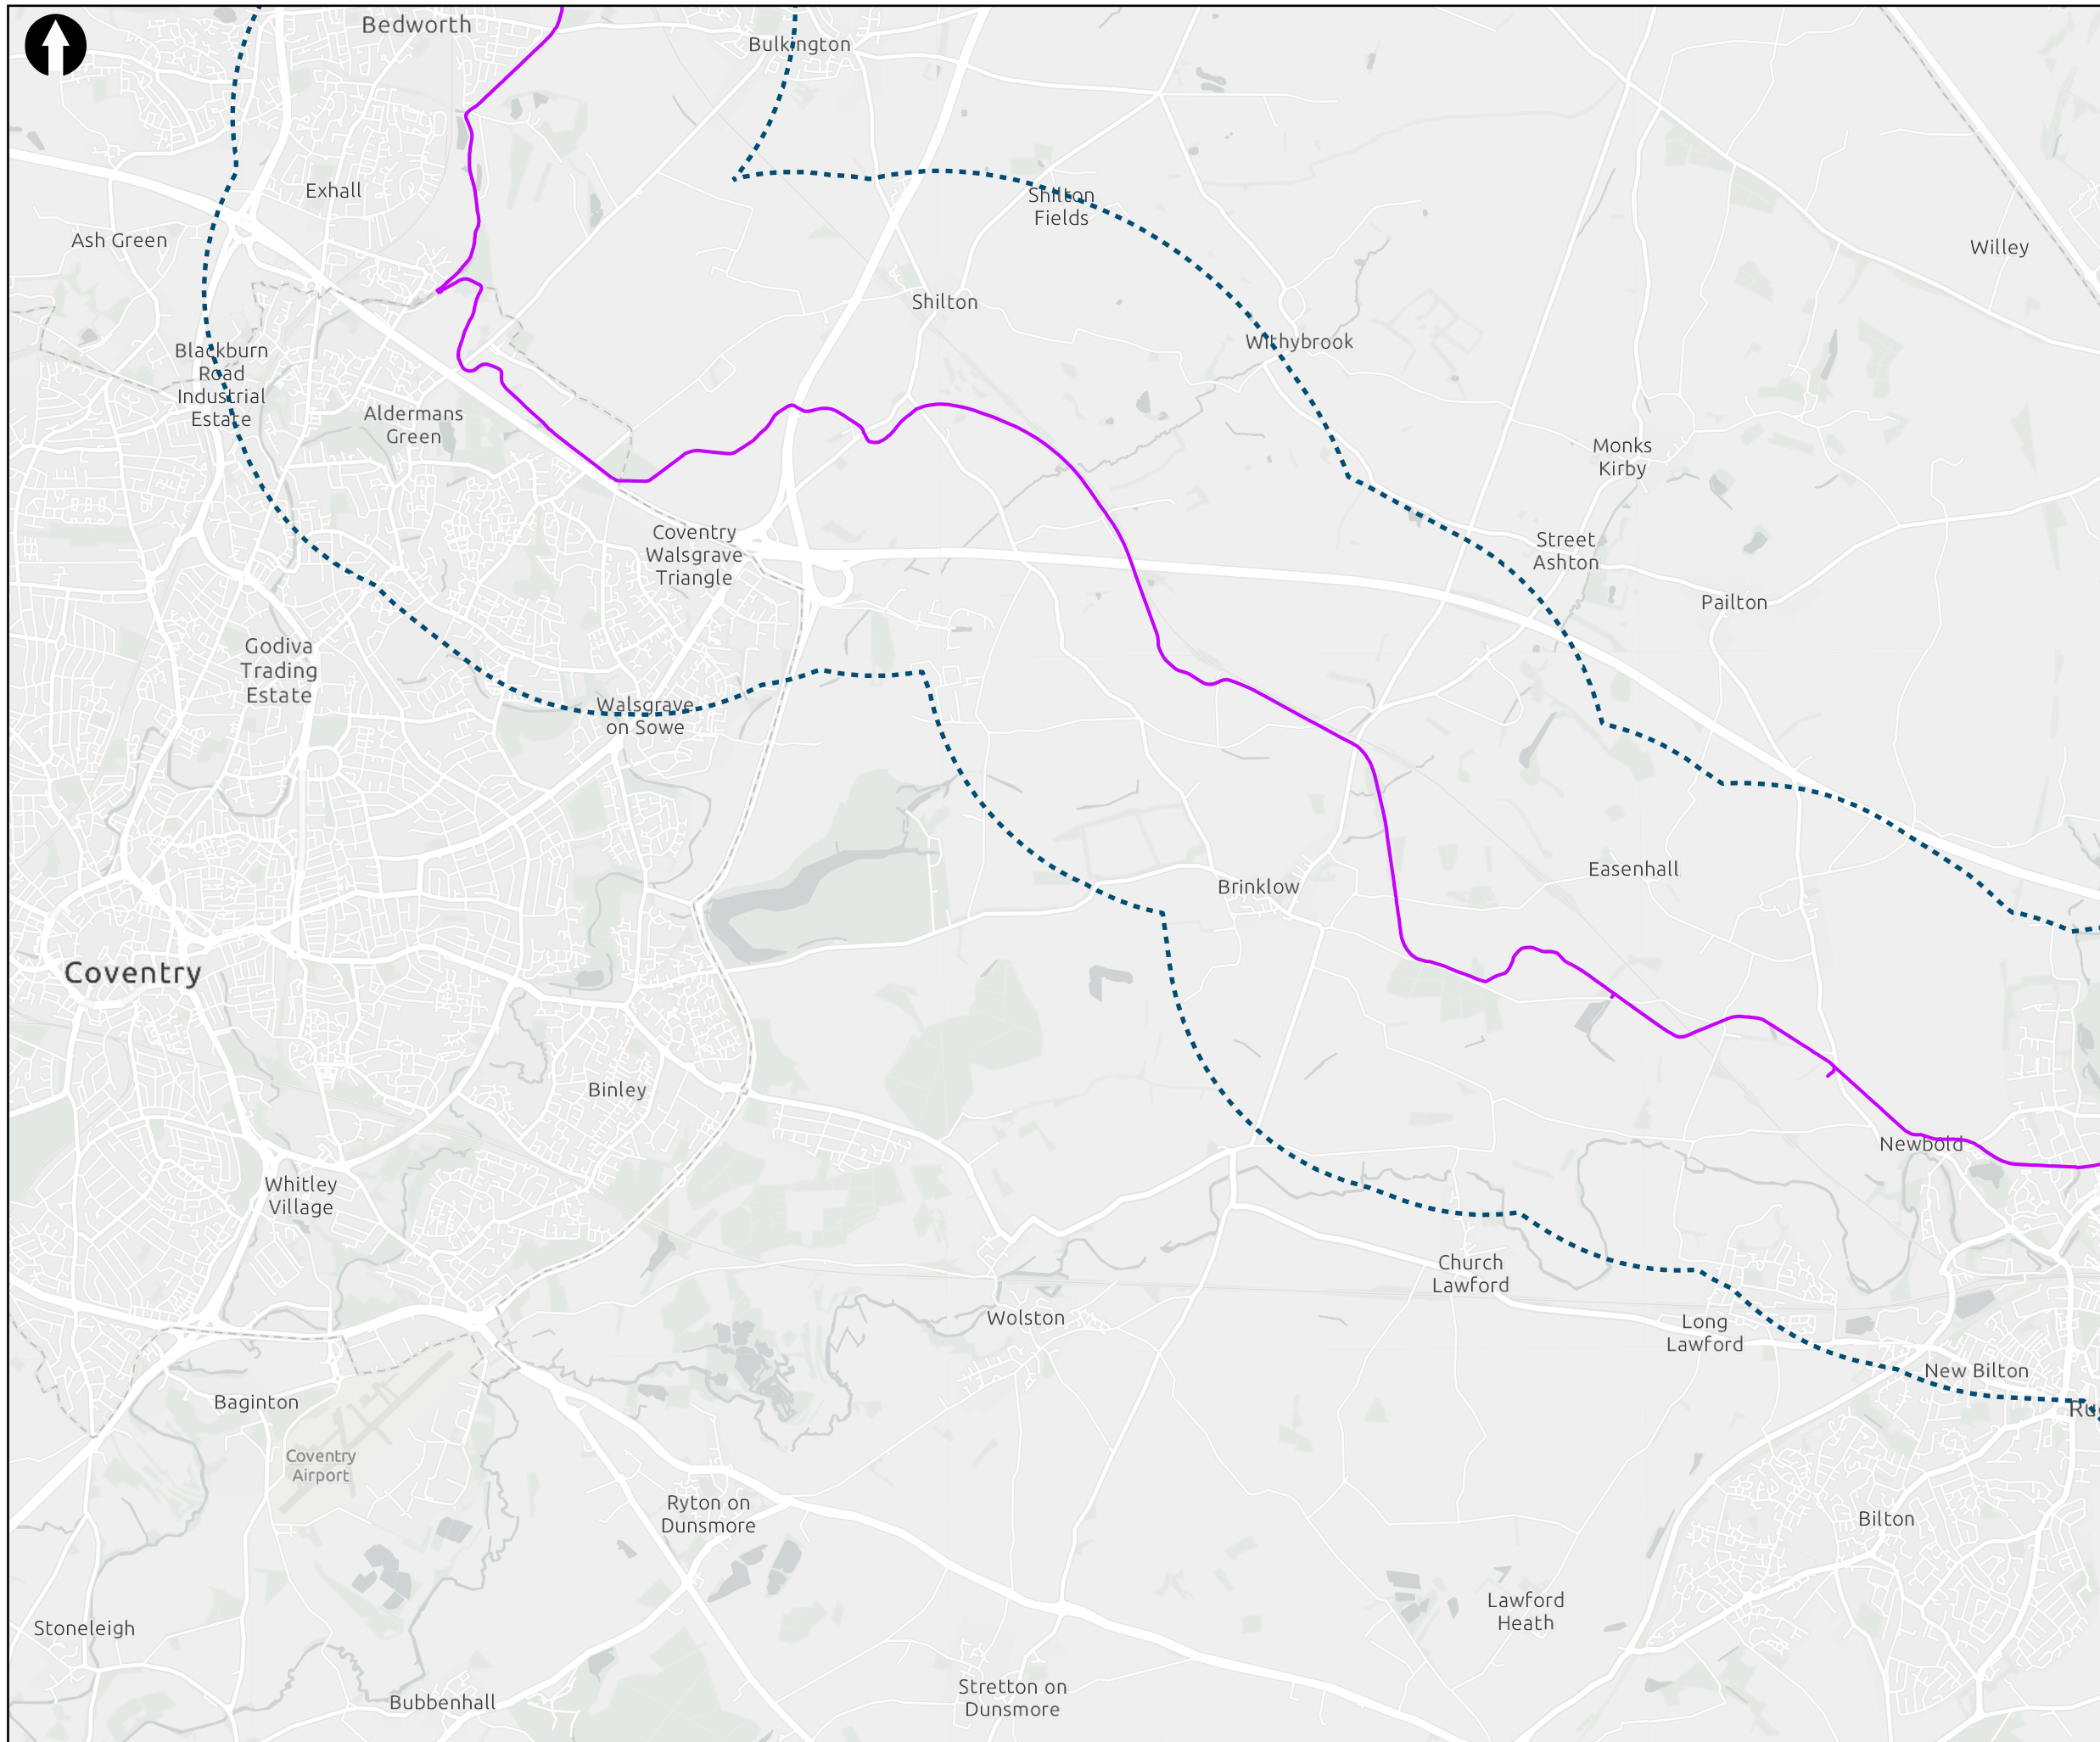 Bedworth
Bulkington
Exhall
Shilton
Fields
Ash Green
Willey
Shilton
Withybrook
Blackburn
Road
Industrial
Estate
Aldermans
Green
Monks
Kirby
Coventry
Walsgrave
Triangle
Street
Ashton
Pailton
Godiva
Trading
Estate
Walsgrave
on Sowe
Easenhall
Brinklow
Coventry
Binley
Newbold
Whitley
Village
Church
Lawford
Wolston
Long
Lawford
New Bilton
Baginton
Ru
Coventry
Airport
Ryton on
Dunsmore
Bilton
Lawford
Heath
Stoneleigh
Stretton on
Dunsmore
Bubbenhall